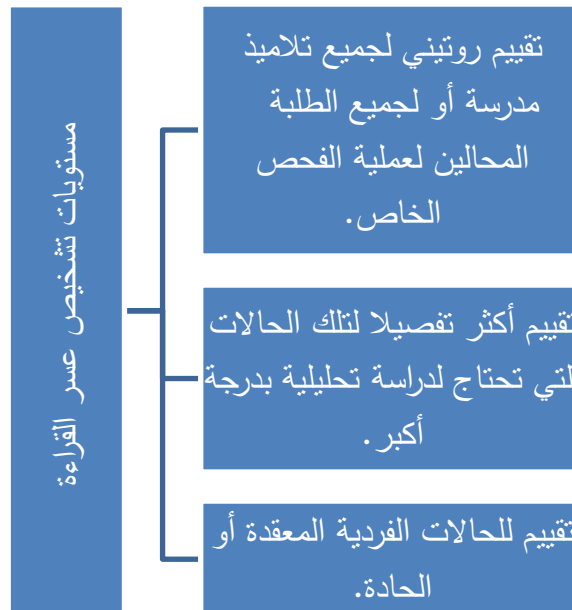 مستويات تشخيص عسر القراءة
تقييم روتيني لجميع تلاميذ
مدرسة أو لجميع الطلبة
المحالين لعملية الفحص
الخاص.
تقييم أكثر تفصيلا لتلك الحالات
التي تحتاج لدراسة تحليلية بدرجة
أكبر.
تقييم للحالات الفردية المعقدة أو
الحادة.